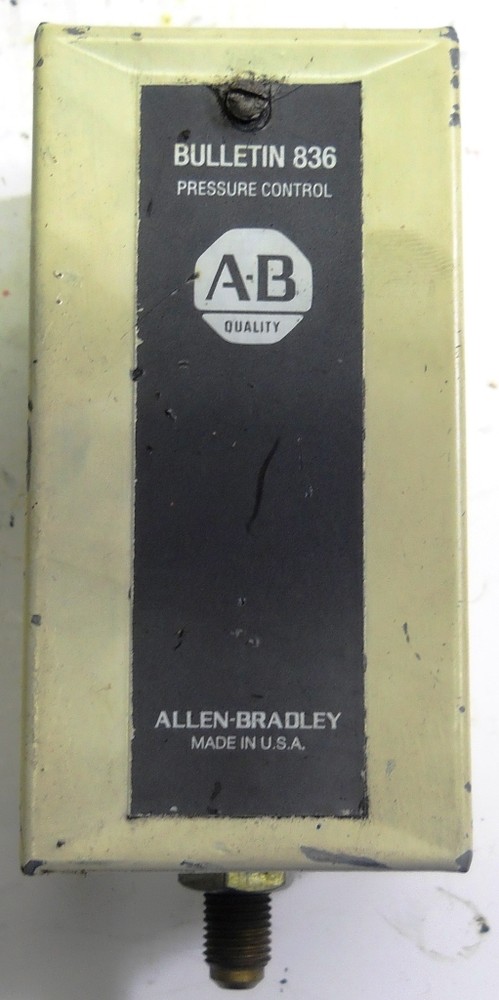 BULLETIN 836
PRESSURE CONTROL
A-B
QUALITY
ALLEN-BRADLEY
MADE IN U.S.A.